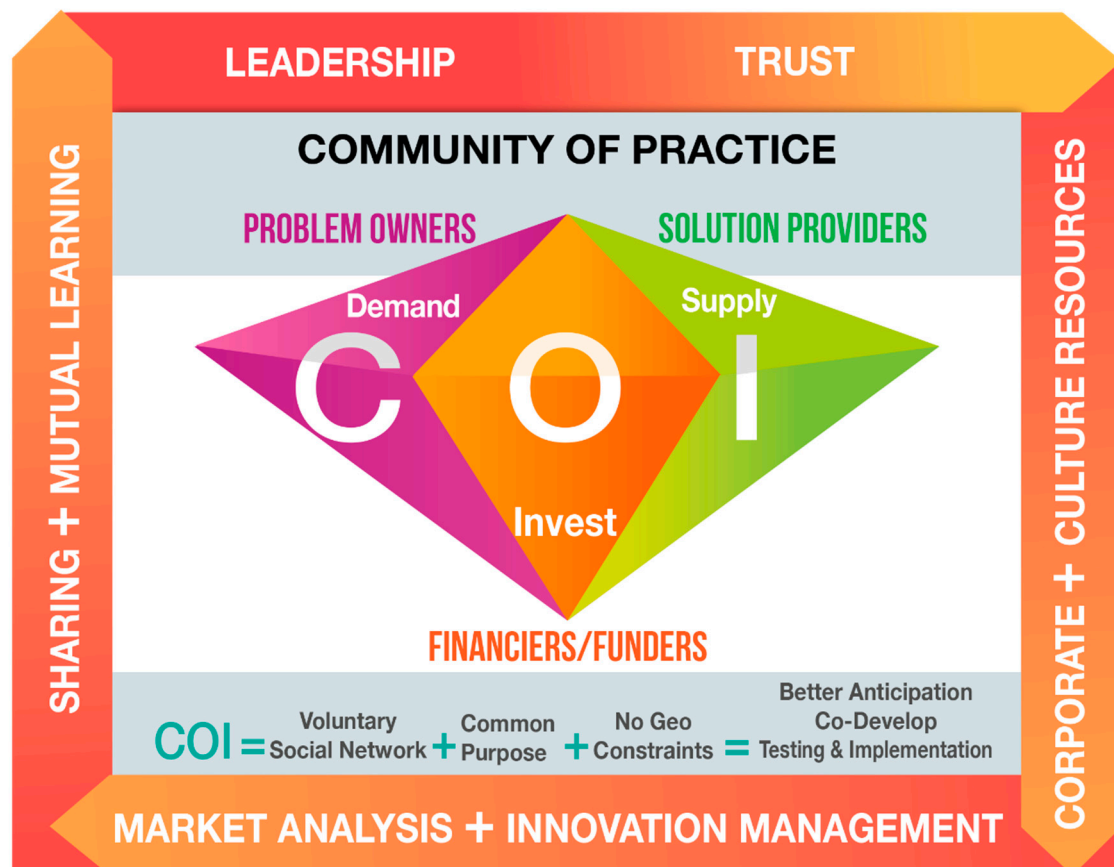 LEADERSHIP TRUST
SHARING + MUTUAL LEARNING
CORPORATE + CULTURE RESOURCES
COMMUNITY OF PRACTICE
PROBLEM OWNERS
SOLUTION PROVIDERS
Demand
Supply
COI
Invest
FINANCIERS/FUNDERS
COI = Voluntary
Social Network + Common
Purpose + No Geo
Constraints = Better Anticipation
Co-Develop
Testing & Implementation
MARKET ANALYSIS + INNOVATION MANAGEMENT